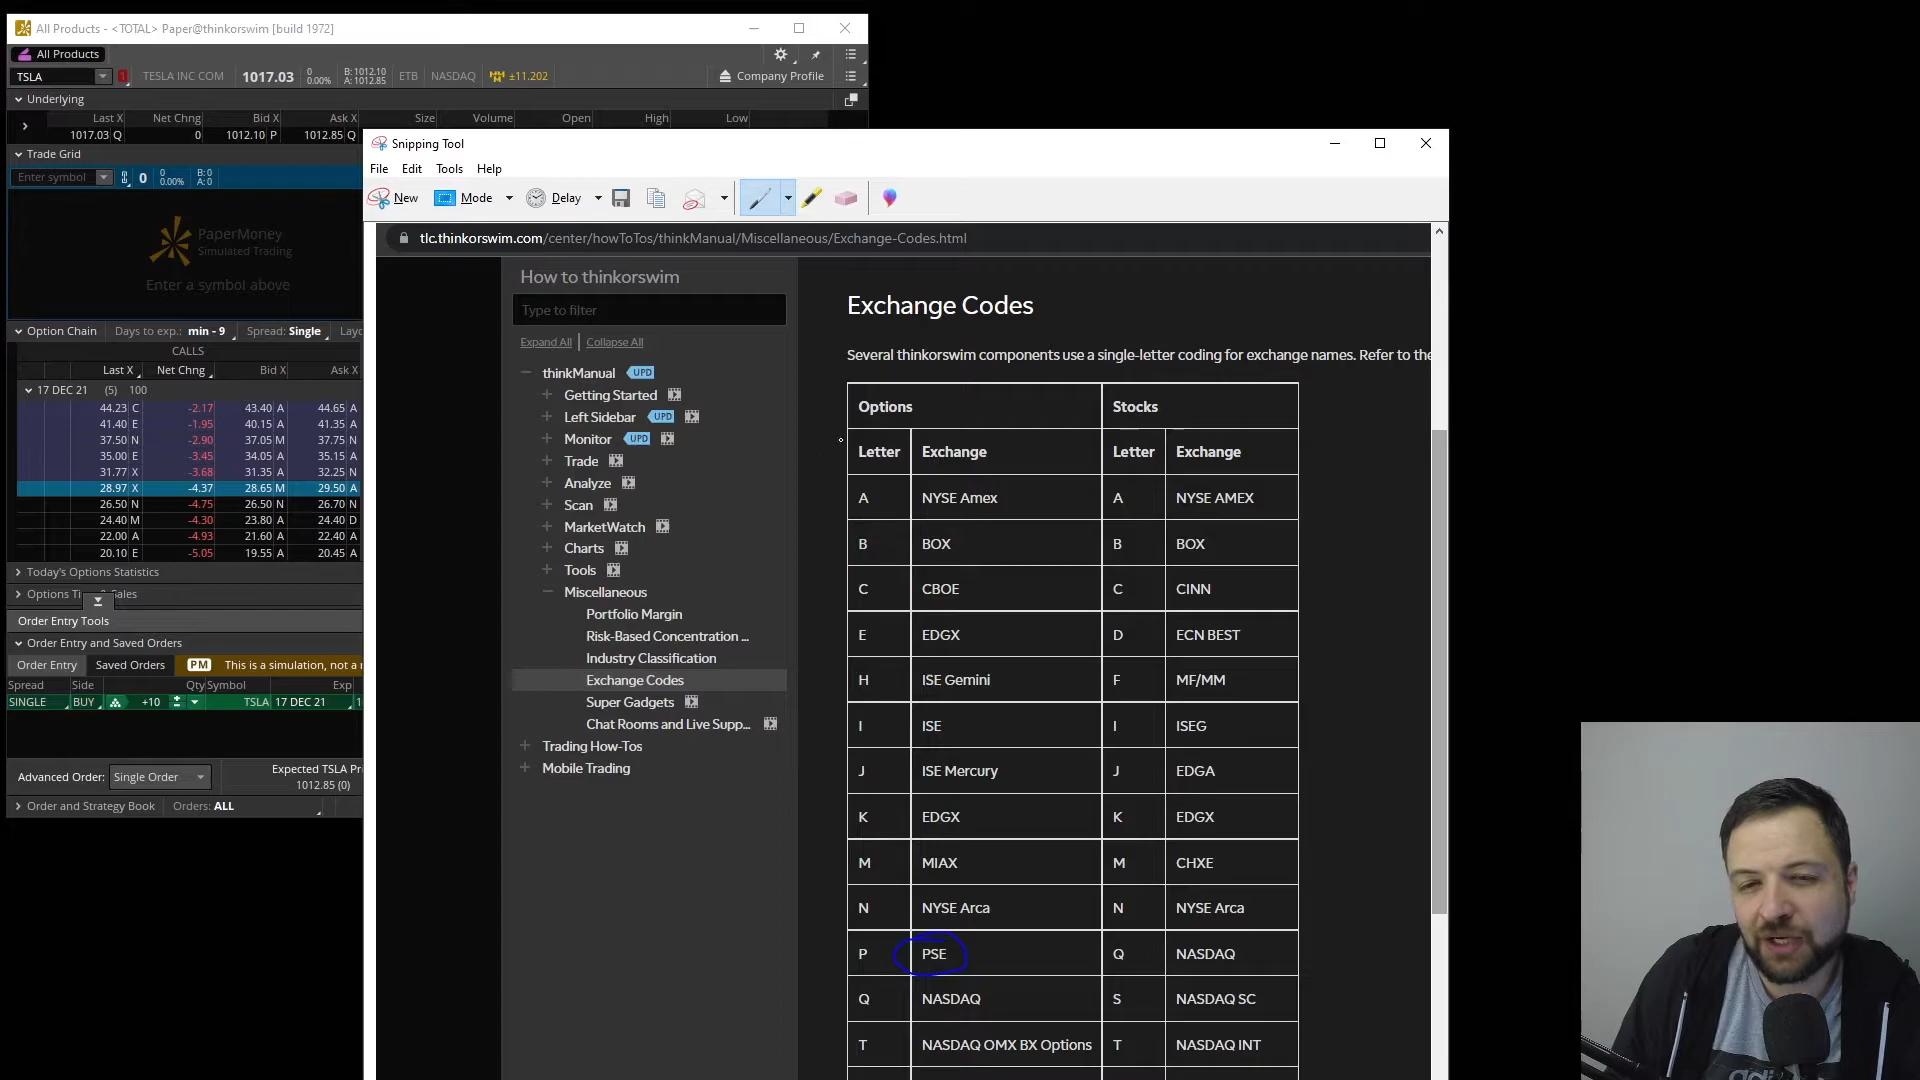 All Products - <TOTAL> Paper@thinkorswim [build 1972]
All Products
TSLA 1 TESLA INC COM 1017.03 0 0.00% B: 1012.10 A: 1012.85 ETB NASDAQ ±11.202 Company Profile
Underlying
Last X Net Chng Bid X Ask X Size Volume Open High Low
1017.03 Q 0 1012.10 P 1012.85 Q
Trade Grid
Enter symbol 0 0 0.00% B: 0 A: 0
PaperMoney
Simulated Trading
Enter a symbol above
Option Chain Days to exp.: min - 9 Spread: Single
CALLS
Last X Net Chng Bid X Ask X
17 DEC 21 (5) 100
44.23 C -2.17 43.40 A 44.65 A
41.40 E -1.95 40.15 A 41.35 A
37.50 N -2.90 37.05 M 37.75 N
35.00 E -3.45 34.05 A 35.15 A
31.77 X -3.68 31.35 A 32.25 N
28.97 X -4.37 28.65 M 29.50 A
26.50 N -4.75 26.50 N 26.70 N
24.40 M -4.30 23.80 A 24.40 D
22.00 A -4.93 21.60 A 22.40 A
20.10 E -5.05 19.55 A 20.45 A
Today's Options Statistics
Order Entry Tools
Order Entry and Saved Orders
Order Entry Saved Orders PM This is a simulation, not a
Spread Side Qty Symbol Exp
SINGLE BUY +10 TSLA 17 DEC 21
Advanced Order: Single Order Expected TSLA
1012.85 (0)
Order and Strategy Book Orders: ALL
Snipping Tool
File Edit Tools Help
New Mode Delay
tlc.thinkorswim.com/center/howToTos/thinkManual/Miscellaneous/Exchange-Codes.html
How to thinkorswim
Type to filter
Expand All Collapse All
thinkManual UPD
Getting Started
Left Sidebar UPD
Monitor UPD
Trade
Analyze
Scan
MarketWatch
Charts
Tools
Miscellaneous
Portfolio Margin
Risk-Based Concentration ...
Industry Classification
Exchange Codes
Super Gadgets
Chat Rooms and Live Supp...
Trading How-Tos
Mobile Trading
Exchange Codes
Several thinkorswim components use a single-letter coding for exchange names. Refer to the
Options Stocks
Letter Exchange Letter Exchange
A NYSE Amex A NYSE AMEX
B BOX B BOX
C CBOE C CINN
E EDGX D ECN BEST
H ISE Gemini F MF/MM
I ISE I ISEG
J ISE Mercury J EDGA
K EDGX K EDGX
M MIAX M CHXE
N NYSE Arca N NYSE Arca
P PSE Q NASDAQ
Q NASDAQ S NASDAQ SC
T NASDAQ OMX BX Options T NASDAQ INT